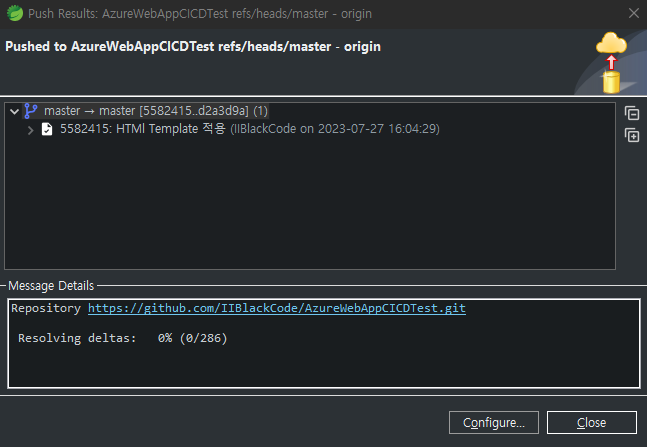 Push Results: AzureWebAppCICDTest refs/heads/master - origin
Pushed to AzureWebAppCICDTest refs/heads/master - origin
master → master [5582415..d2a3d9a] (1)
5582415: HTMl Template 적용 (IIBlackCode on 2023-07-27 16:04:29)
Message Details
Repository https://github.com/IIBlackCode/AzureWebAppCICDTest.git
Resolving deltas: 0% (0/286)
Configure... Close